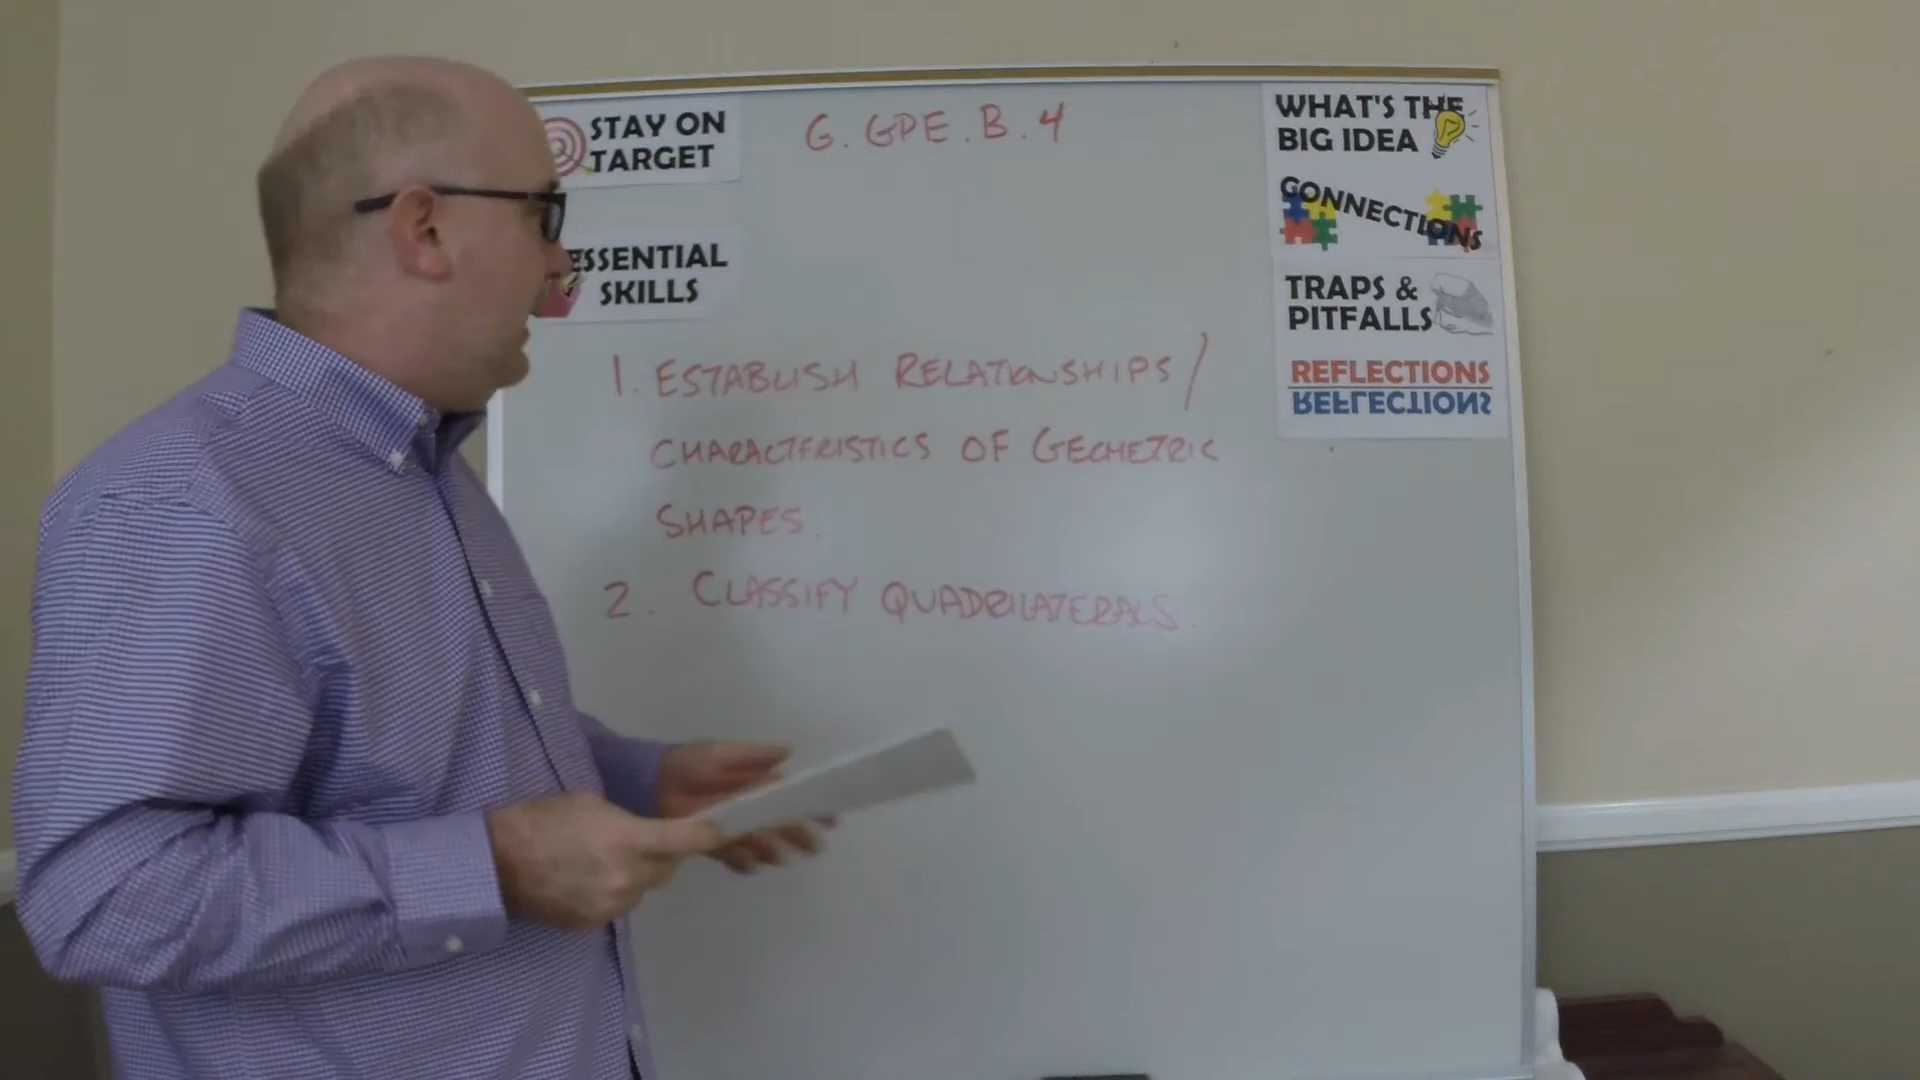 STAY ON
TARGET
G. GPE. B. 4
WHAT'S THE
BIG IDEA
CONNECTIONS
ESSENTIAL
SKILLS
TRAPS &
PITFALLS
REFLECTIONS
REFLECTIONS
1. ESTABLISH RELATIONSHIPS /
CHARACTERISTICS OF GEOMETRIC
SHAPES.
2. CLASSIFY QUADRILATERALS.